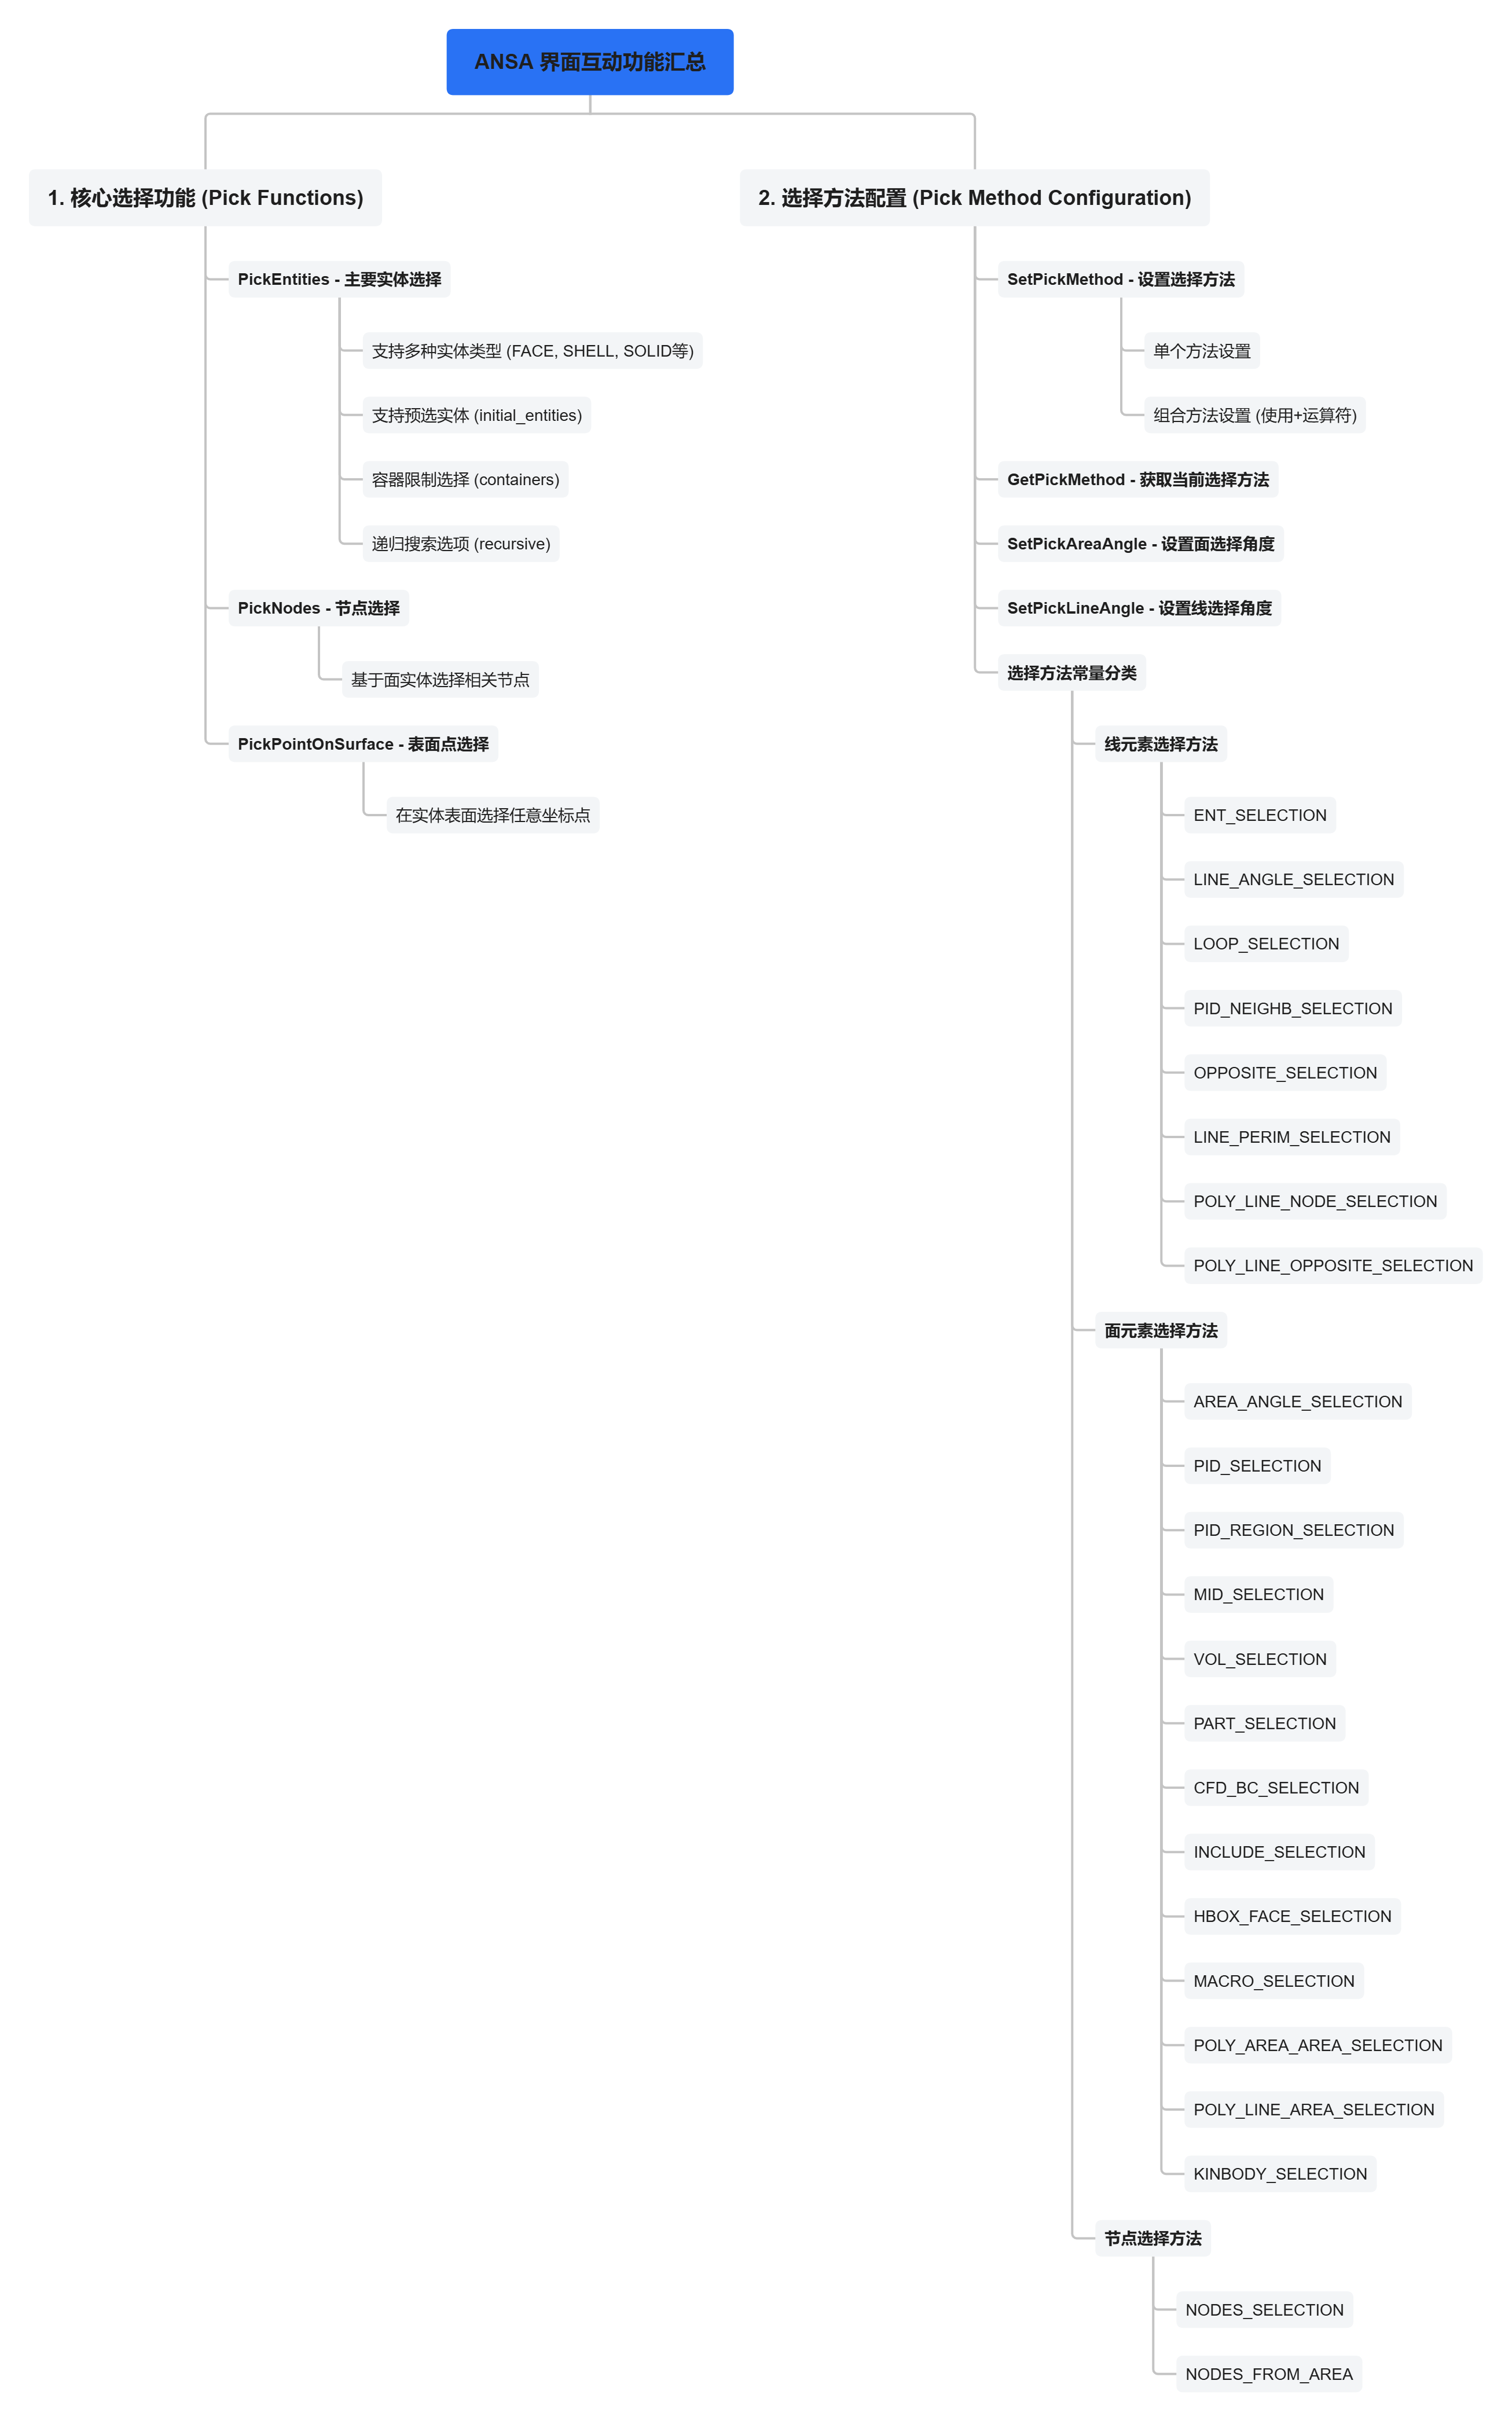 ANSA 界面互动功能汇总
1. 核心选择功能 (Pick Functions)
PickEntities - 主要实体选择
支持多种实体类型 (FACE, SHELL, SOLID等)
支持预选实体 (initial_entities)
容器限制选择 (containers)
递归搜索选项 (recursive)
PickNodes - 节点选择
基于面实体选择相关节点
PickPointOnSurface - 表面点选择
在实体表面选择任意坐标点
2. 选择方法配置 (Pick Method Configuration)
SetPickMethod - 设置选择方法
单个方法设置
组合方法设置 (使用+运算符)
GetPickMethod - 获取当前选择方法
SetPickAreaAngle - 设置面选择角度
SetPickLineAngle - 设置线选择角度
选择方法常量分类
线元素选择方法
ENT_SELECTION
LINE_ANGLE_SELECTION
LOOP_SELECTION
PID_NEIGHB_SELECTION
OPPOSITE_SELECTION
LINE_PERIM_SELECTION
POLY_LINE_NODE_SELECTION
POLY_LINE_OPPOSITE_SELECTION
面元素选择方法
AREA_ANGLE_SELECTION
PID_SELECTION
PID_REGION_SELECTION
MID_SELECTION
VOL_SELECTION
PART_SELECTION
CFD_BC_SELECTION
INCLUDE_SELECTION
HBOX_FACE_SELECTION
MACRO_SELECTION
POLY_AREA_AREA_SELECTION
POLY_LINE_AREA_SELECTION
KINBODY_SELECTION
节点选择方法
NODES_SELECTION
NODES_FROM_AREA